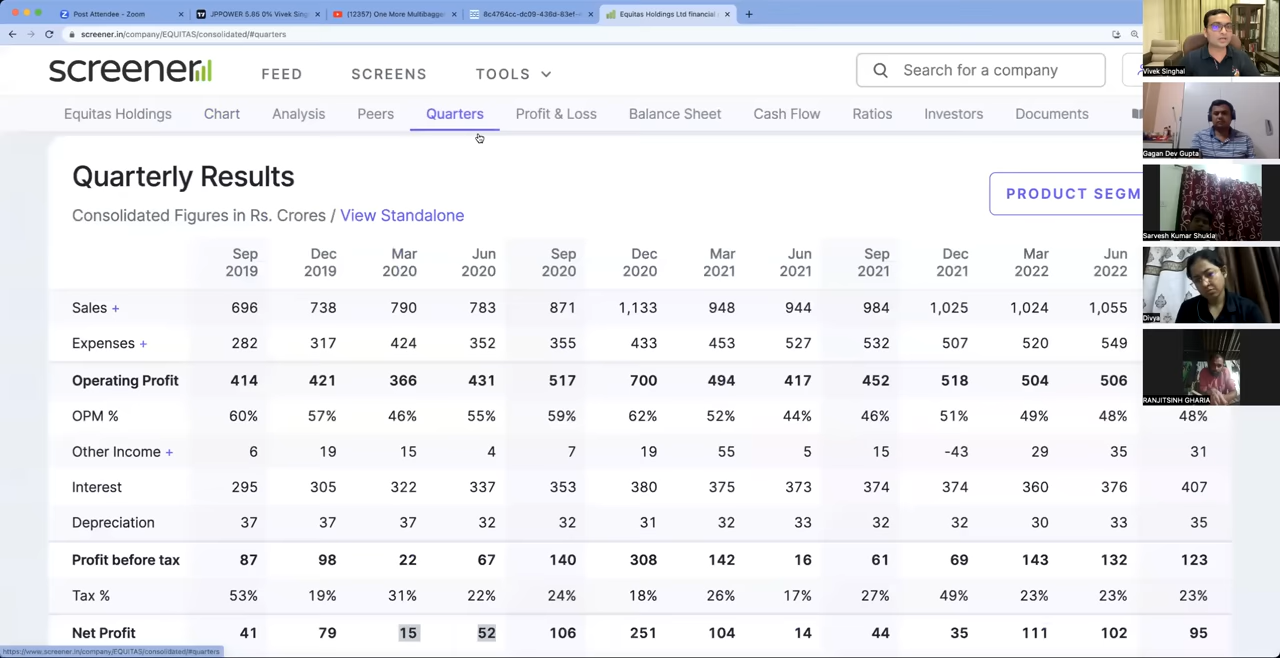 Post Attendee - Zoom
JPPOWER 5.85 0% Vivek Sing
(12357) One More Multibagge
8c4764cc-dc09-436d-83ef-
Equitas Holdings Ltd financial
screener.in/company/EQUITAS/consolidated/#quarters
screener
FEED
SCREENS
TOOLS
Search for a company
Equitas Holdings
Chart
Analysis
Peers
Quarters
Profit & Loss
Balance Sheet
Cash Flow
Ratios
Investors
Documents
Quarterly Results
Consolidated Figures in Rs. Crores / View Standalone
PRODUCT SEGM
Sep 2019 Dec 2019 Mar 2020 Jun 2020 Sep 2020 Dec 2020 Mar 2021 Jun 2021 Sep 2021 Dec 2021 Mar 2022 Jun 2022
Sales + 696 738 790 783 871 1,133 948 944 984 1,025 1,024 1,055
Expenses + 282 317 424 352 355 433 453 527 532 507 520 549
Operating Profit 414 421 366 431 517 700 494 417 452 518 504 506
OPM % 60% 57% 46% 55% 59% 62% 52% 44% 46% 51% 49% 48% 48%
Other Income + 6 19 15 4 7 19 55 5 15 -43 29 35 31
Interest 295 305 322 337 353 380 375 373 374 374 360 376 407
Depreciation 37 37 37 32 32 31 32 33 32 32 30 33 35
Profit before tax 87 98 22 67 140 308 142 16 61 69 143 132 123
Tax % 53% 19% 31% 22% 24% 18% 26% 17% 27% 49% 23% 23% 23%
Net Profit 41 79 15 52 106 251 104 14 44 35 111 102 95
https://www.screener.in/company/EQUITAS/consolidated/#quarters
Vivek Singhal
Gagan Dev Gupta
Sarvesh Kumar Shukla
Divya
RANJITSINH GHARIA